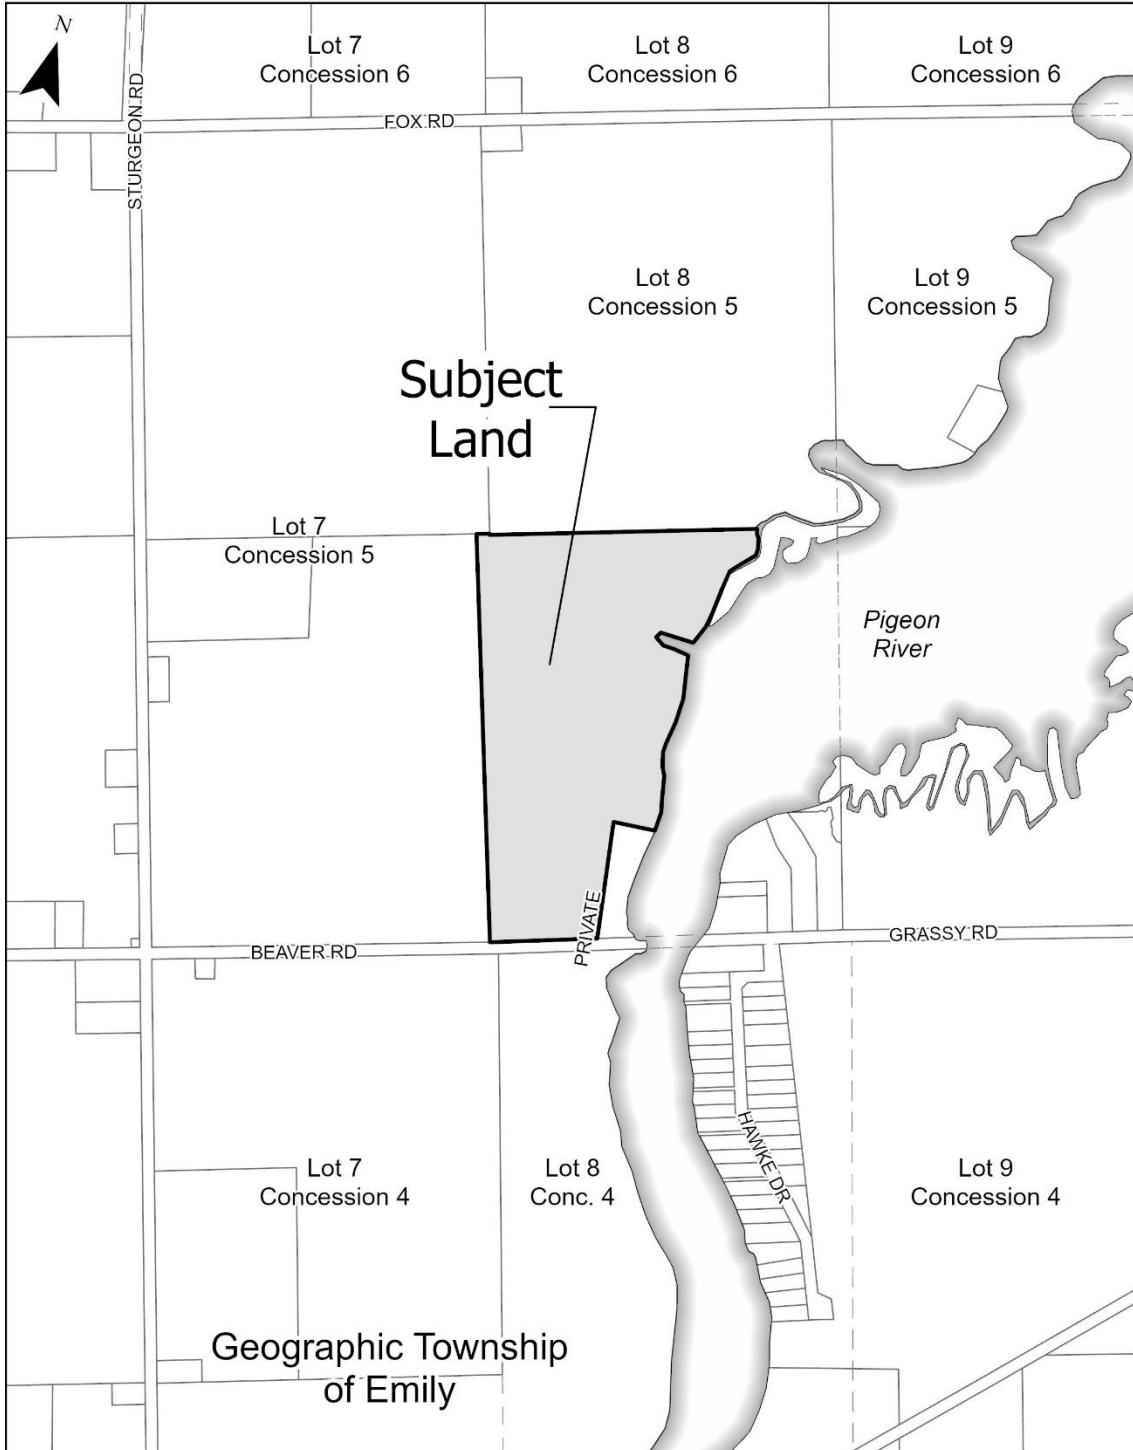 N
Lot 7
Concession 6
Lot 8
Concession 6
Lot 9
Concession 6
STURGEON RD
FOX RD
Lot 8
Concession 5
Lot 9
Concession 5
Subject
Land
Lot 7
Concession 5
Pigeon
River
PRIVATE
BEAVER RD
GRASSY RD
HAWKE DR
Lot 7
Concession 4
Lot 8
Conc. 4
Lot 9
Concession 4
Geographic Township
of Emily